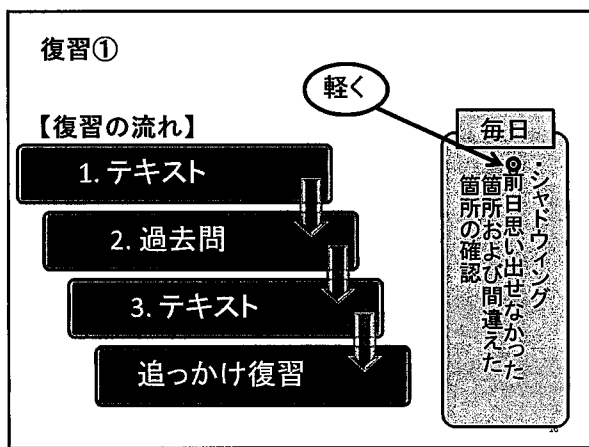 復習①
【復習の流れ】
1. テキスト
2. 過去問
3. テキスト
追っかけ復習
軽く
毎日
・シャドウィング
◎前日思い出せなかった
箇所および間違えた
箇所の確認
16